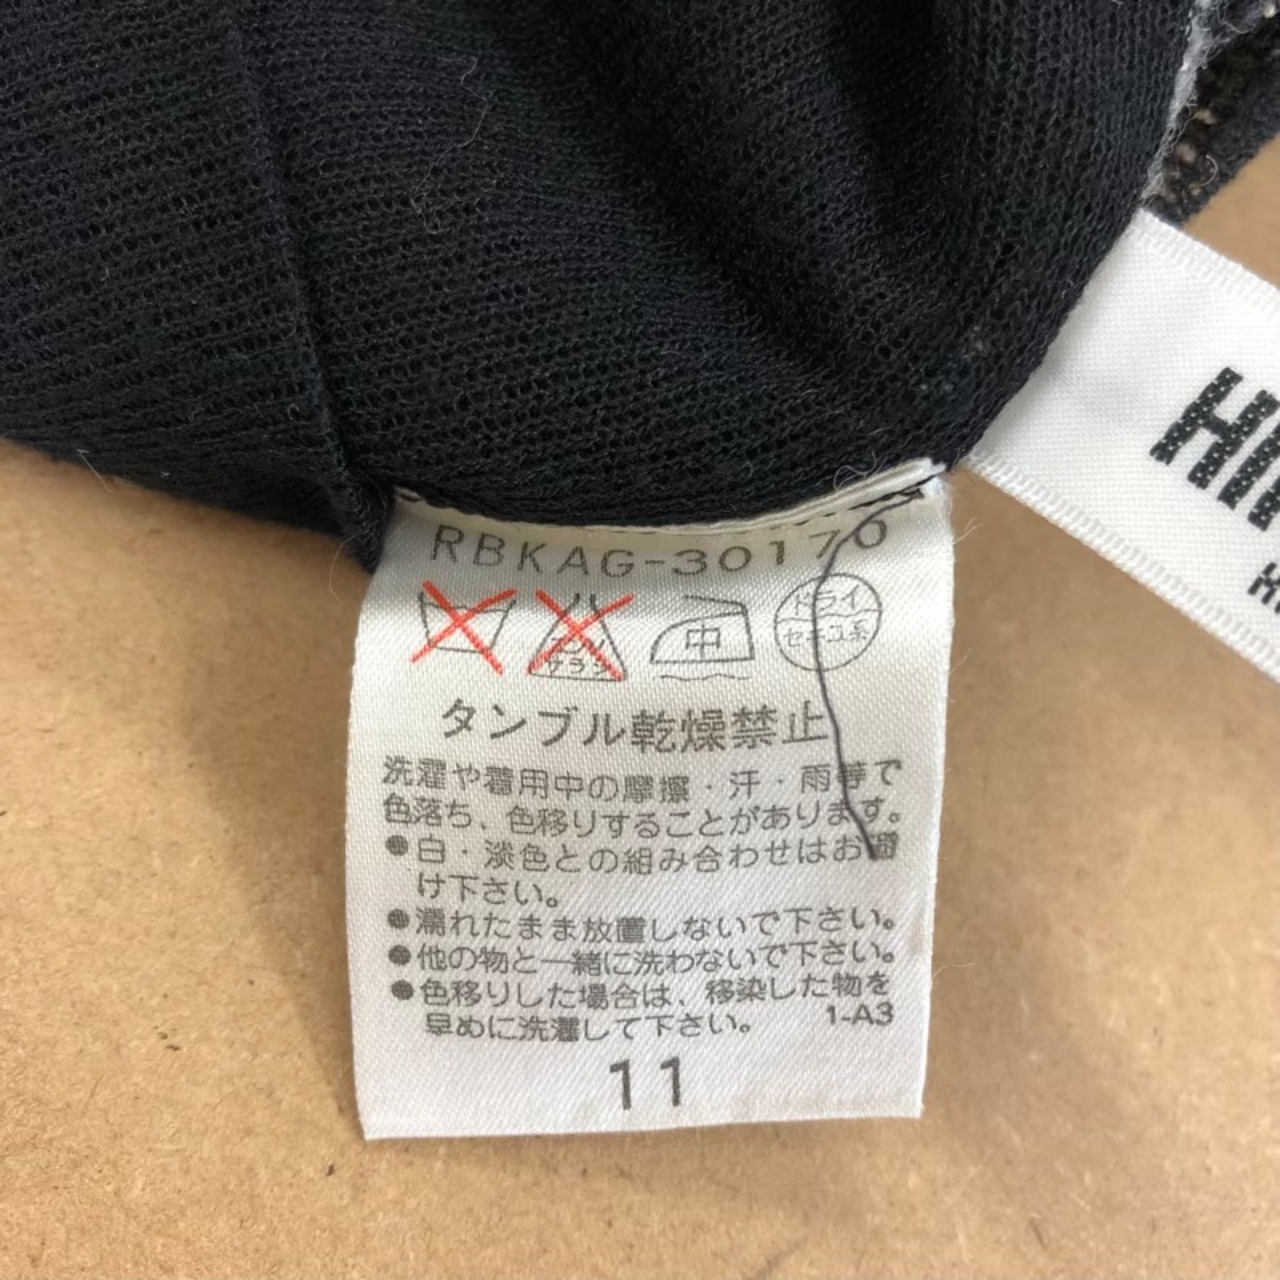 RBKAG-30170
エンソ
サラシ
中
ドライ
セキユ系
タンブル乾燥禁止
洗濯や着用中の摩擦・汗・雨等で
色落ち、色移りすることがあります。
●白・淡色との組み合わせはお避
け下さい。
●濡れたまま放置しないで下さい。
●他の物と一緒に洗わないで下さい。
●色移りした場合は、移染した物を
早めに洗濯して下さい。
1-A3
11